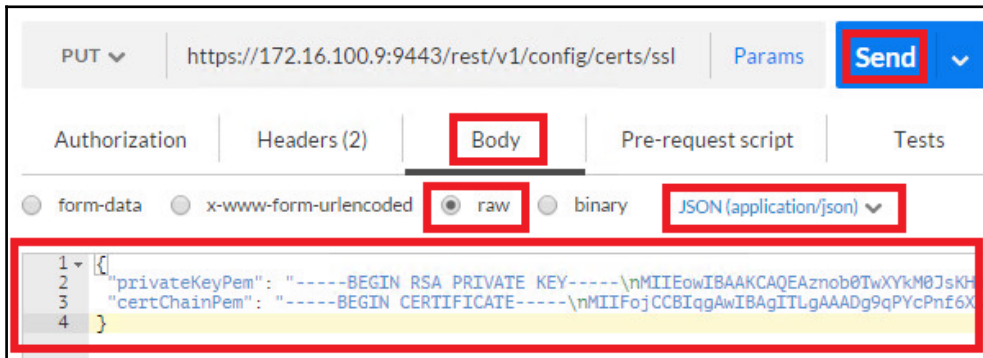 PUT https://172.16.100.9:9443/rest/v1/config/certs/ssl Params Send
Authorization Headers (2) Body Pre-request script Tests
form-data x-www-form-urlencoded raw binary JSON (application/json)
1 {
2 "privateKeyPem": "-----BEGIN RSA PRIVATE KEY-----\nMIIEowIBAAKCAQEAznob0TwXYkM0JsKH
3 "certChainPem": "-----BEGIN CERTIFICATE-----\nMIIFojCCBIqgAwIBAgITLgAAADg9qPYcPnf6X
4 }